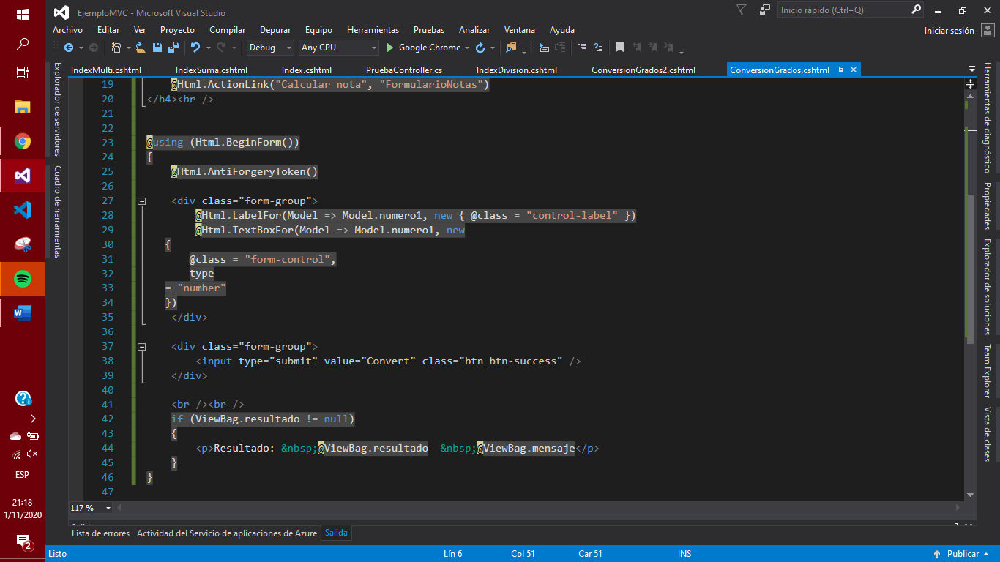 EjemploMVC - Microsoft Visual Studio
Inicio rápido (Ctrl+Q)
Archivo Editar Ver Proyecto Compilar Depurar Equipo Herramientas Pruebas Analizar Ventana Ayuda
Iniciar sesión
Debug Any CPU Google Chrome
IndexMulti.cshtml IndexSuma.cshtml Index.cshtml PruebaController.cs IndexDivision.cshtml ConversionGrados2.cshtml ConversionGrados.cshtml
Explorador de servidores
Cuadro de herramientas
19 @Html.ActionLink("Calcular nota", "FormularioNotas")
20 </h4><br />
21
22
23 @using (Html.BeginForm())
24 {
25 @Html.AntiForgeryToken()
26
27 <div class="form-group">
28 @Html.LabelFor(Model => Model.numero1, new { @class = "control-label" })
29 @Html.TextBoxFor(Model => Model.numero1, new
30 {
31 @class = "form-control",
32 type
33 = "number"
34 })
35 </div>
36
37 <div class="form-group">
38 <input type="submit" value="Convert" class="btn btn-success" />
39 </div>
40
41 <br /><br />
42 if (ViewBag.resultado != null)
43 {
44 <p>Resultado: &nbsp;@ViewBag.resultado &nbsp;@ViewBag.mensaje</p>
45 }
46 }
47
Herramientas de diagnóstico
Propiedades
Explorador de soluciones
Team Explorer
Vista de clases
117 %
Salida
Lista de errores Actividad del Servicio de aplicaciones de Azure Salida
Listo Lín 6 Col 51 Car 51 INS Publicar
ESP
21:18
1/11/2020
2